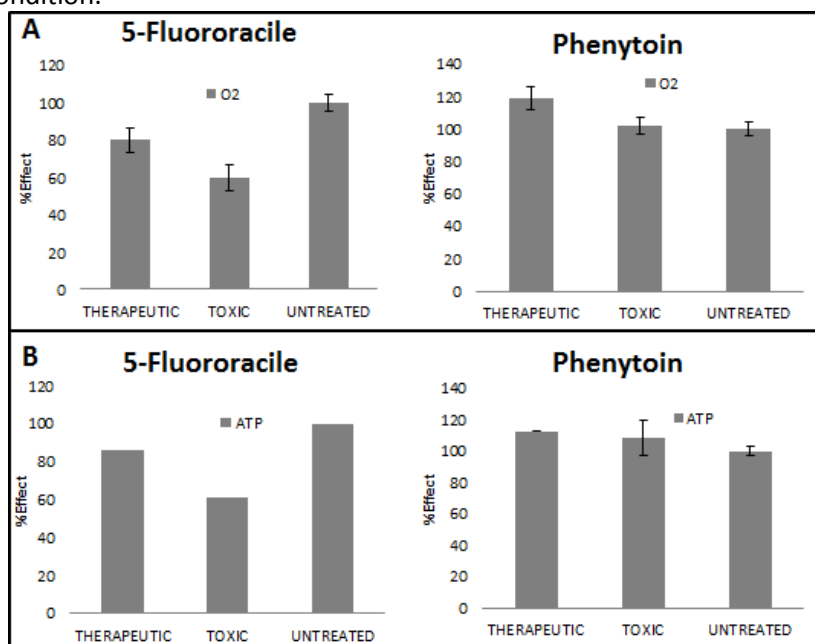 ondition.
A
5-Fluororacile
120
100
80
60
40
20
0
%Effect
O2
THERAPEUTIC TOXIC UNTREATED
Phenytoin
140
120
100
80
60
40
20
0
%Effect
O2
THERAPEUTIC TOXIC UNTREATED
B
5-Fluororacile
120
100
80
60
40
20
0
%Effect
ATP
THERAPEUTIC TOXIC UNTREATED
Phenytoin
140
120
100
80
60
40
20
0
%Effect
ATP
THERAPEUTIC TOXIC UNTREATED